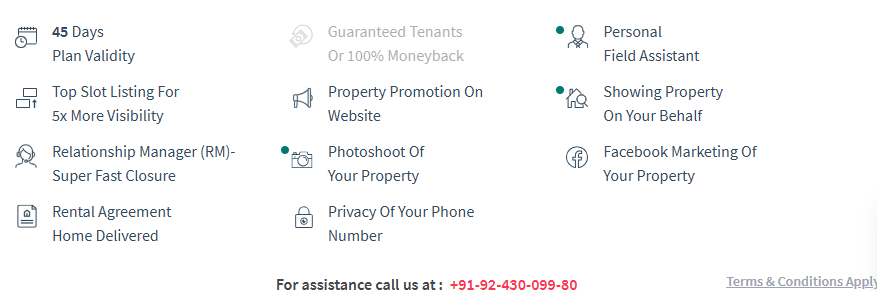 45 Days
Plan Validity
Guaranteed Tenants
Or 100% Moneyback
Personal
Field Assistant
Top Slot Listing For
5x More Visibility
Property Promotion On
Website
Showing Property
On Your Behalf
Relationship Manager (RM)-
Super Fast Closure
Photoshoot Of
Your Property
Facebook Marketing Of
Your Property
Rental Agreement
Home Delivered
Privacy Of Your Phone
Number
For assistance call us at : +91-92-430-099-80
Terms & Conditions Apply